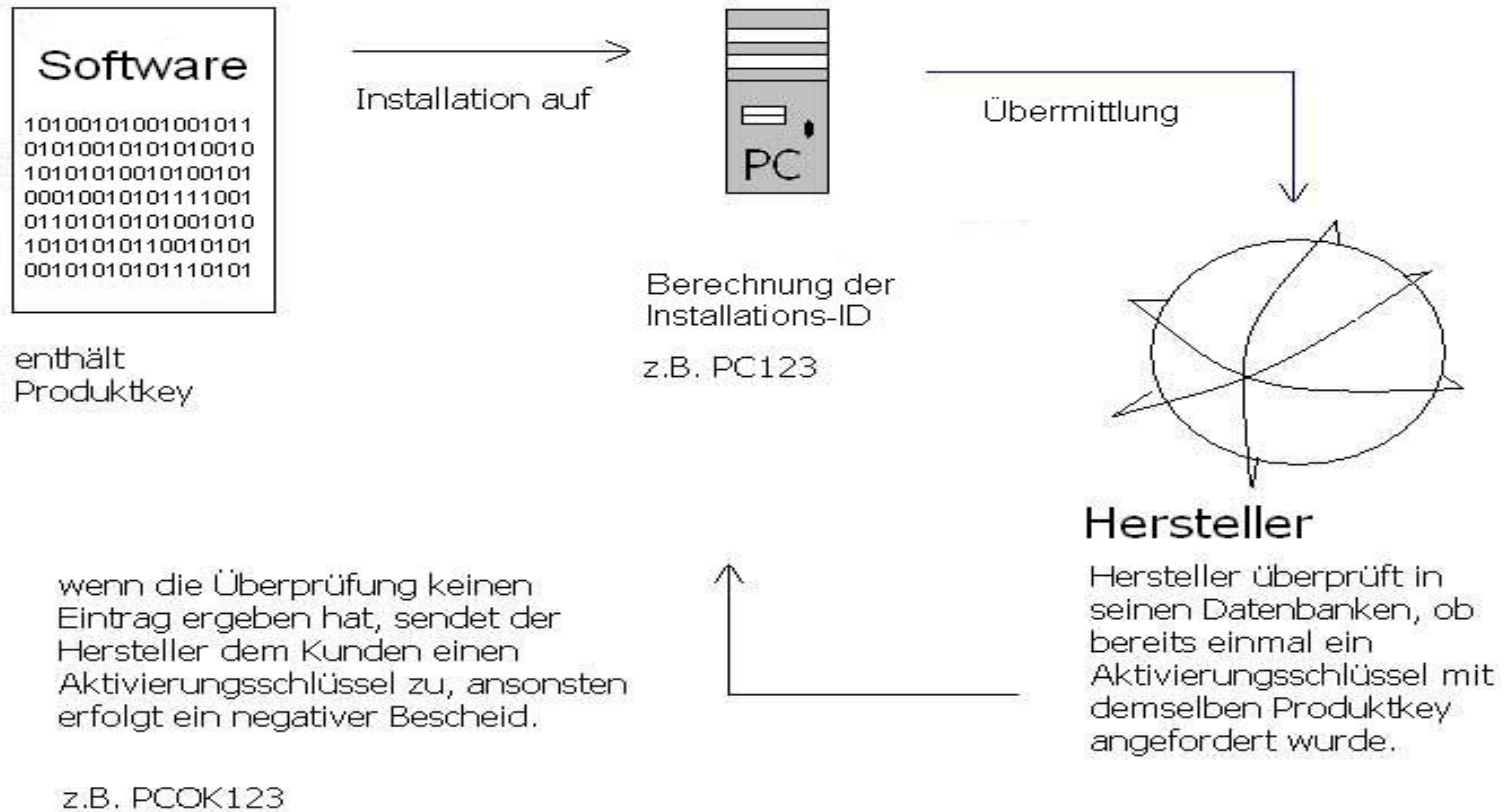 Software
10100101001001011
01010010101010010
10101010010100101
00010010101111001
01101010101001010
10101010110010101
00101010101110101
enthält
Produktkey
Installation auf
PC
Berechnung der
Installations-ID
z.B. PC123
Übermittlung
Hersteller
Hersteller überprüft in
seinen Datenbanken, ob
bereits einmal ein
Aktivierungsschlüssel mit
demselben Produktkey
angefordert wurde.
wenn die Überprüfung keinen
Eintrag ergeben hat, sendet der
Hersteller dem Kunden einen
Aktivierungsschlüssel zu, ansonsten
erfolgt ein negativer Bescheid.
z.B. PCOK123